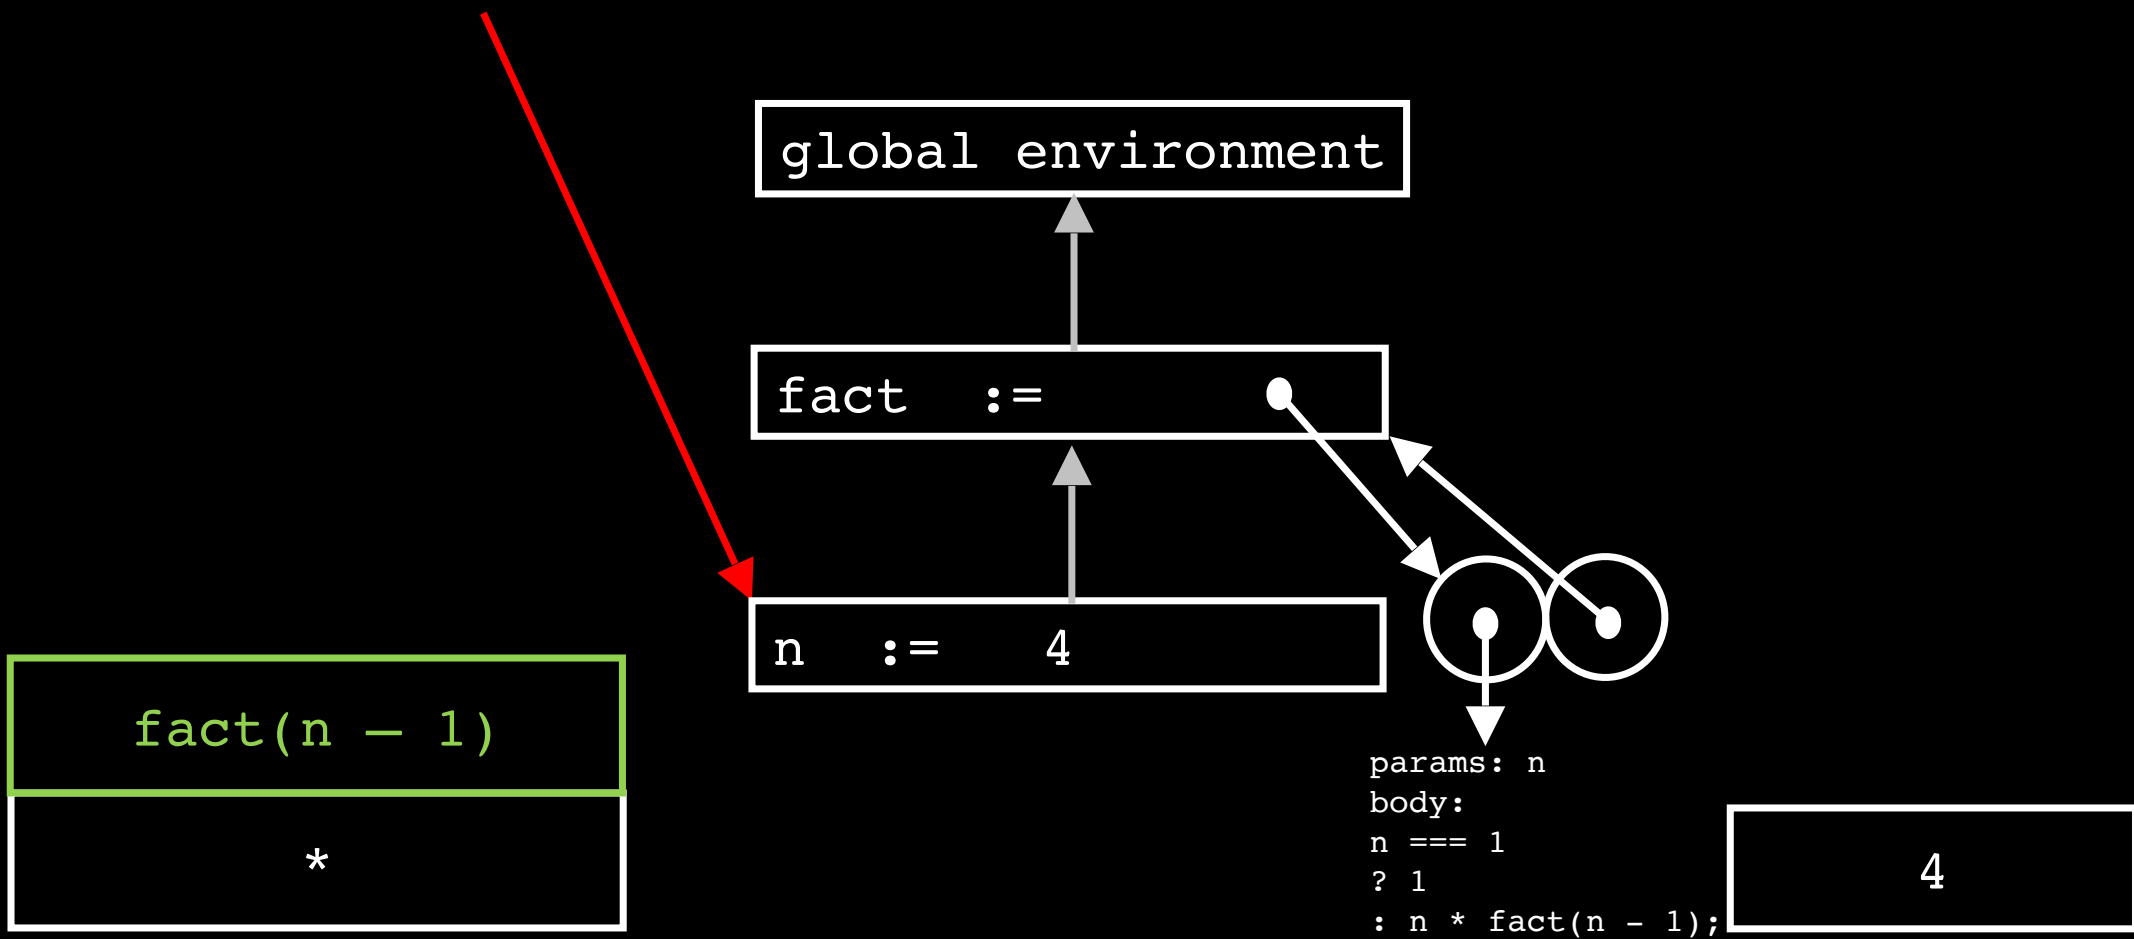 global environment
fact := 
n := 4
fact(n – 1)
*
params: n
body:
n === 1
? 1
: n * fact(n - 1);
4